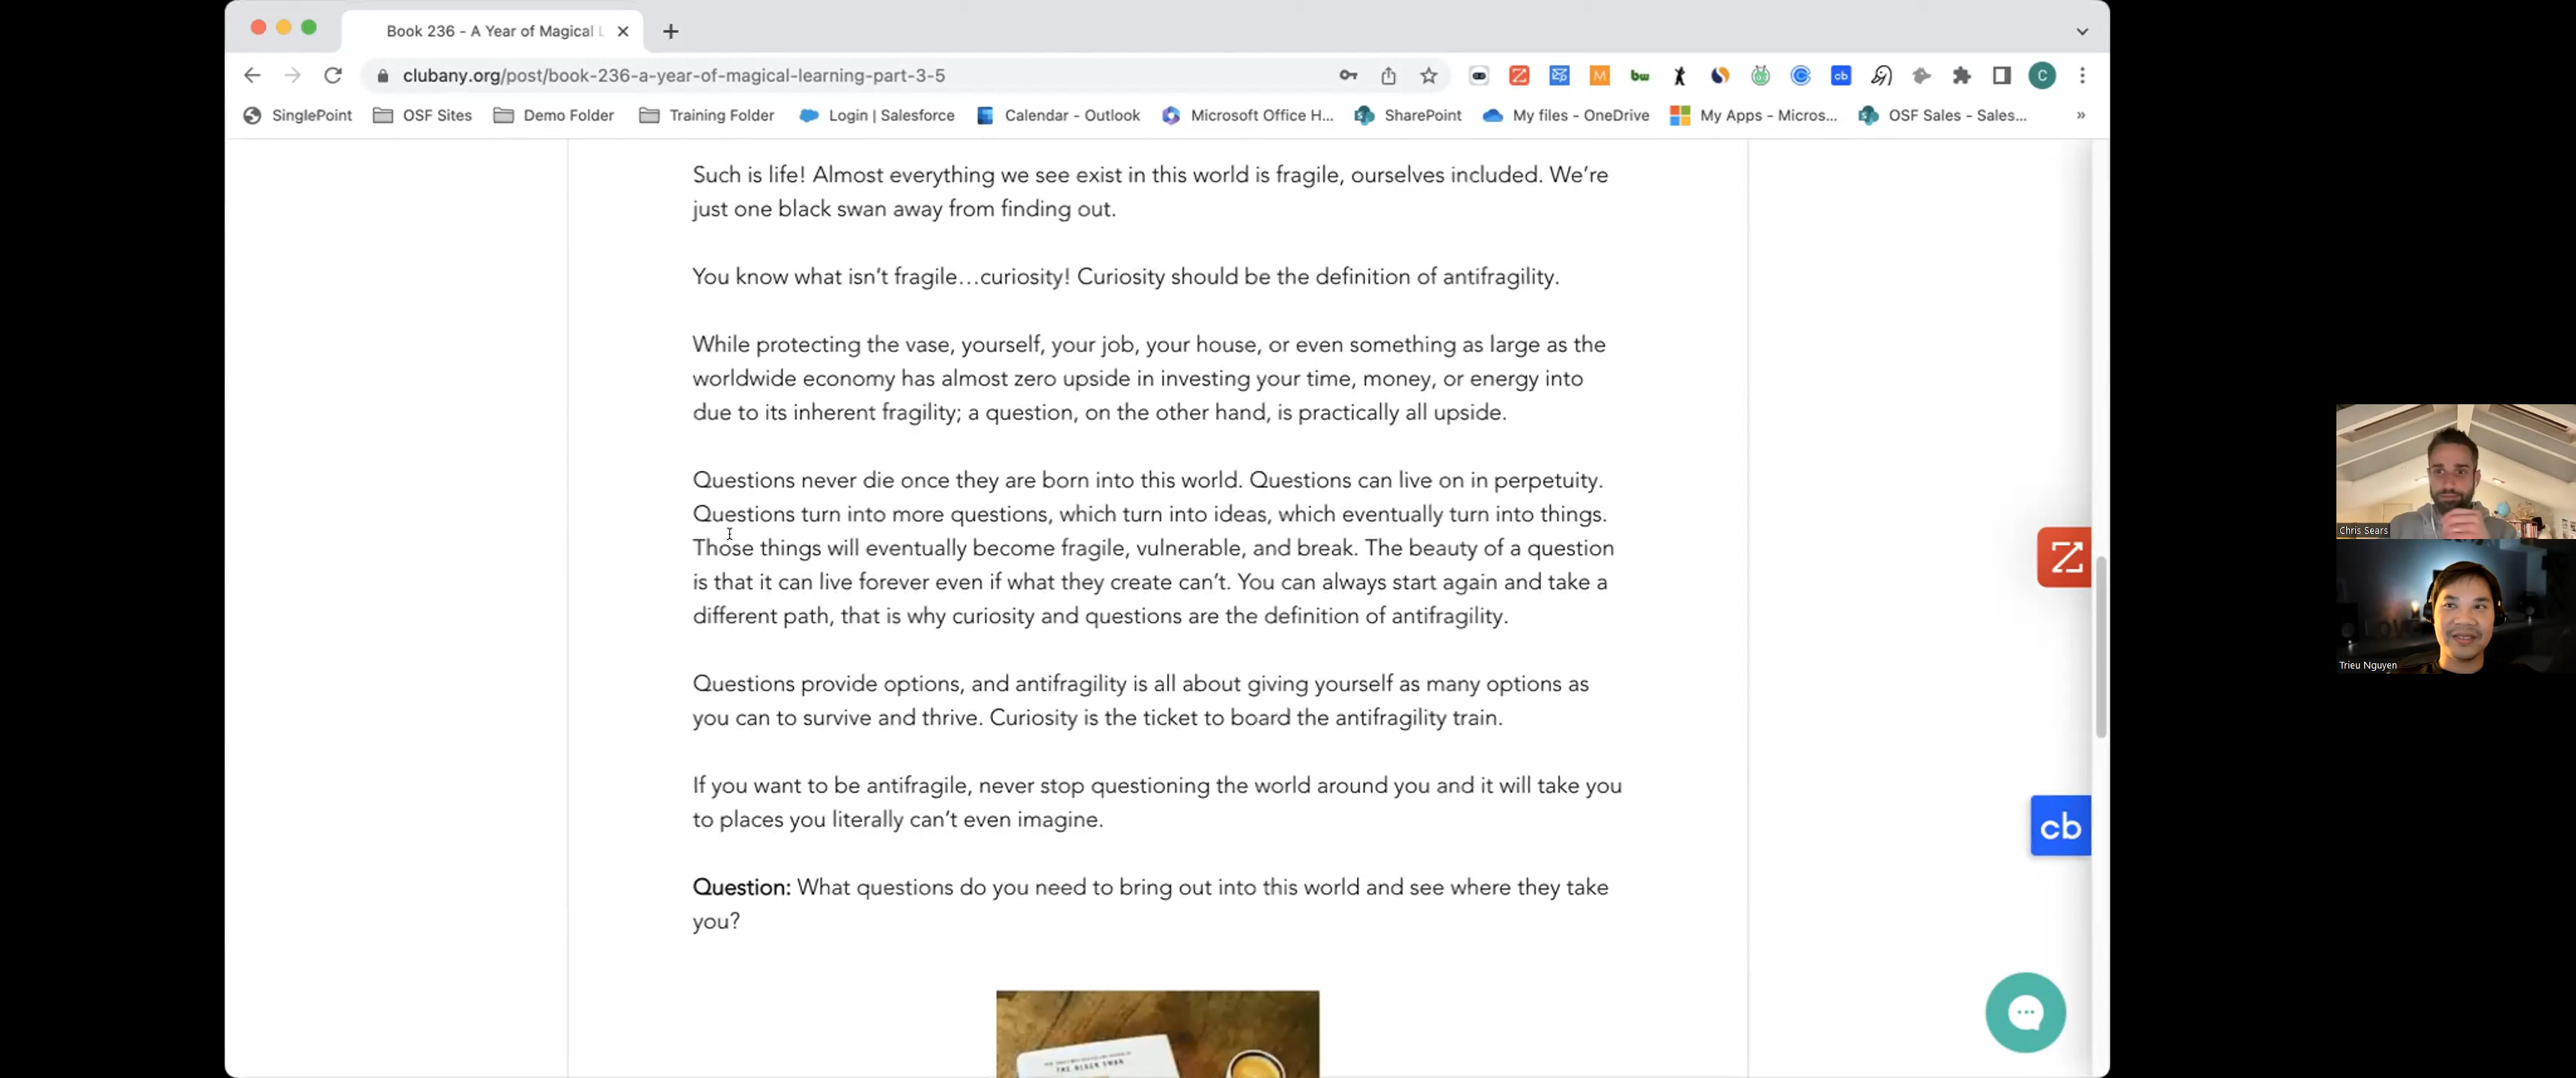 Book 236 - A Year of Magical L
clubany.org/post/book-236-a-year-of-magical-learning-part-3-5
M
bw
cb
C
SinglePoint
OSF Sites
Demo Folder
Training Folder
Login | Salesforce
Calendar - Outlook
Microsoft Office H...
SharePoint
My files - OneDrive
My Apps - Micros...
OSF Sales - Sales...
»
Such is life! Almost everything we see exist in this world is fragile, ourselves included. We’re
just one black swan away from finding out.
You know what isn’t fragile…curiosity! Curiosity should be the definition of antifragility.
While protecting the vase, yourself, your job, your house, or even something as large as the
worldwide economy has almost zero upside in investing your time, money, or energy into
due to its inherent fragility; a question, on the other hand, is practically all upside.
Questions never die once they are born into this world. Questions can live on in perpetuity.
Questions turn into more questions, which turn into ideas, which eventually turn into things.
Those things will eventually become fragile, vulnerable, and break. The beauty of a question
is that it can live forever even if what they create can’t. You can always start again and take a
different path, that is why curiosity and questions are the definition of antifragility.
Questions provide options, and antifragility is all about giving yourself as many options as
you can to survive and thrive. Curiosity is the ticket to board the antifragility train.
If you want to be antifragile, never stop questioning the world around you and it will take you
to places you literally can’t even imagine.
Question: What questions do you need to bring out into this world and see where they take
you?
THE BLACK SWAN
Z
cb
Chris Sears
Trieu Nguyen